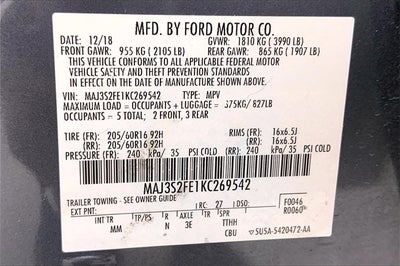 MFD. BY FORD MOTOR CO.
DATE: 12/18 GVWR: 1810 KG (3990 LB)
FRONT GAWR: 955 KG (2105 LB) REAR GAWR: 865 KG (1907 LB)
THIS VEHICLE CONFORMS TO ALL APPLICABLE FEDERAL MOTOR
VEHICLE SAFETY AND THEFT PREVENTION STANDARDS
IN EFFECT ON THE DATE OF MANUFACTURE SHOWN ABOVE.
VIN: MAJ3S2FE1KC269542 TYPE: MPV
MAXIMUM LOAD = OCCUPANTS + LUGGAGE = 375KG/827LB
OCCUPANTS = 5 TOTAL; 2 FRONT, 3 REAR
TIRE (FR): 205/60R16 92H RIMS (FR): 16x6.5J
(RR): 205/60R16 92H (RR): 16x6.5J
PRESSURE (FR): 240 kPa/ 35 PSI COLD (RR): 240 kPa/ 35 PSI COLD
MAJ3S2FE1KC269542
TRAILER TOWING - SEE OWNER GUIDE
EXT PNT: RC: 27 DSO: F0046
R0060
INT TR TP/PS R AXLE TR SPR
MM N 3E TTHH
CBU 5U5A-5420472-AA